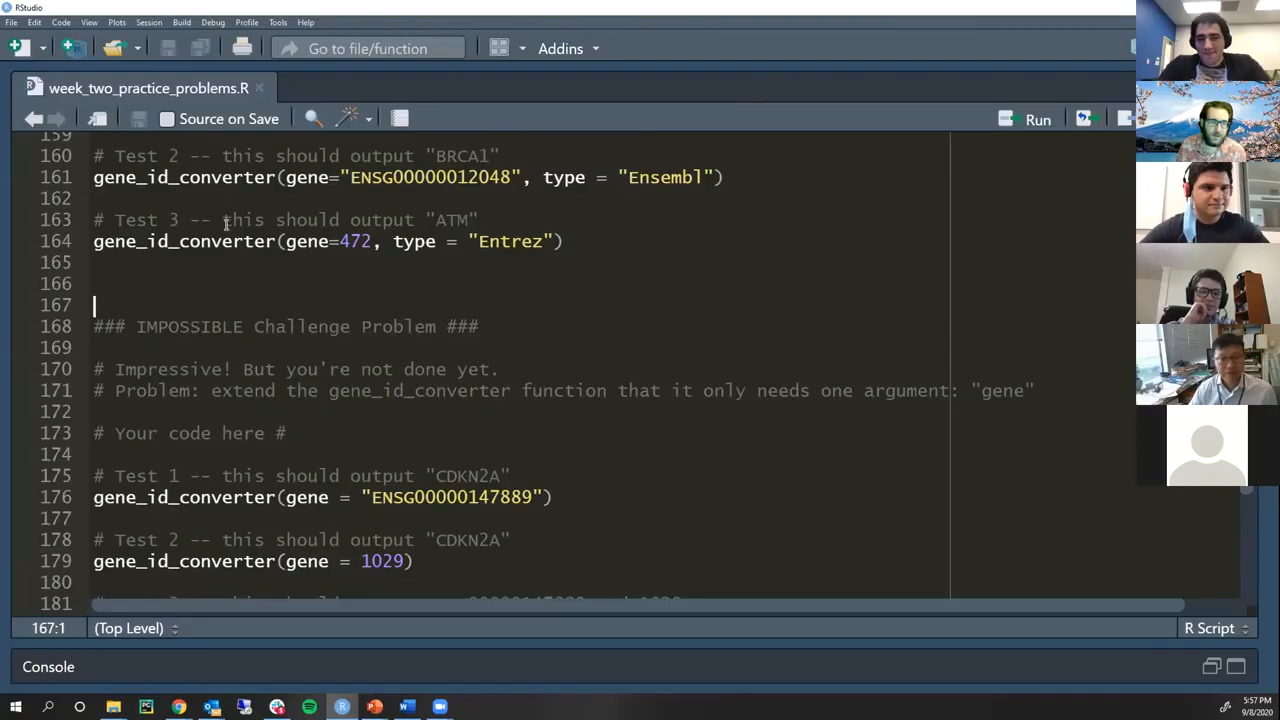 RStudio
File Edit Code View Plots Session Build Debug Profile Tools Help
Go to file/function
Addins
week_two_practice_problems.R
Source on Save
Run
159
160 # Test 2 -- this should output "BRCA1"
161 gene_id_converter(gene="ENSG00000012048", type = "Ensembl")
162
163 # Test 3 -- this should output "ATM"
164 gene_id_converter(gene=472, type = "Entrez")
165
166
167
168 ### IMPOSSIBLE Challenge Problem ###
169
170 # Impressive! But you're not done yet.
171 # Problem: extend the gene_id_converter function that it only needs one argument: "gene"
172
173 # Your code here #
174
175 # Test 1 -- this should output "CDKN2A"
176 gene_id_converter(gene = "ENSG00000147889")
177
178 # Test 2 -- this should output "CDKN2A"
179 gene_id_converter(gene = 1029)
180
181
167:1 (Top Level) R Script
Console
5:57 PM
9/8/2020